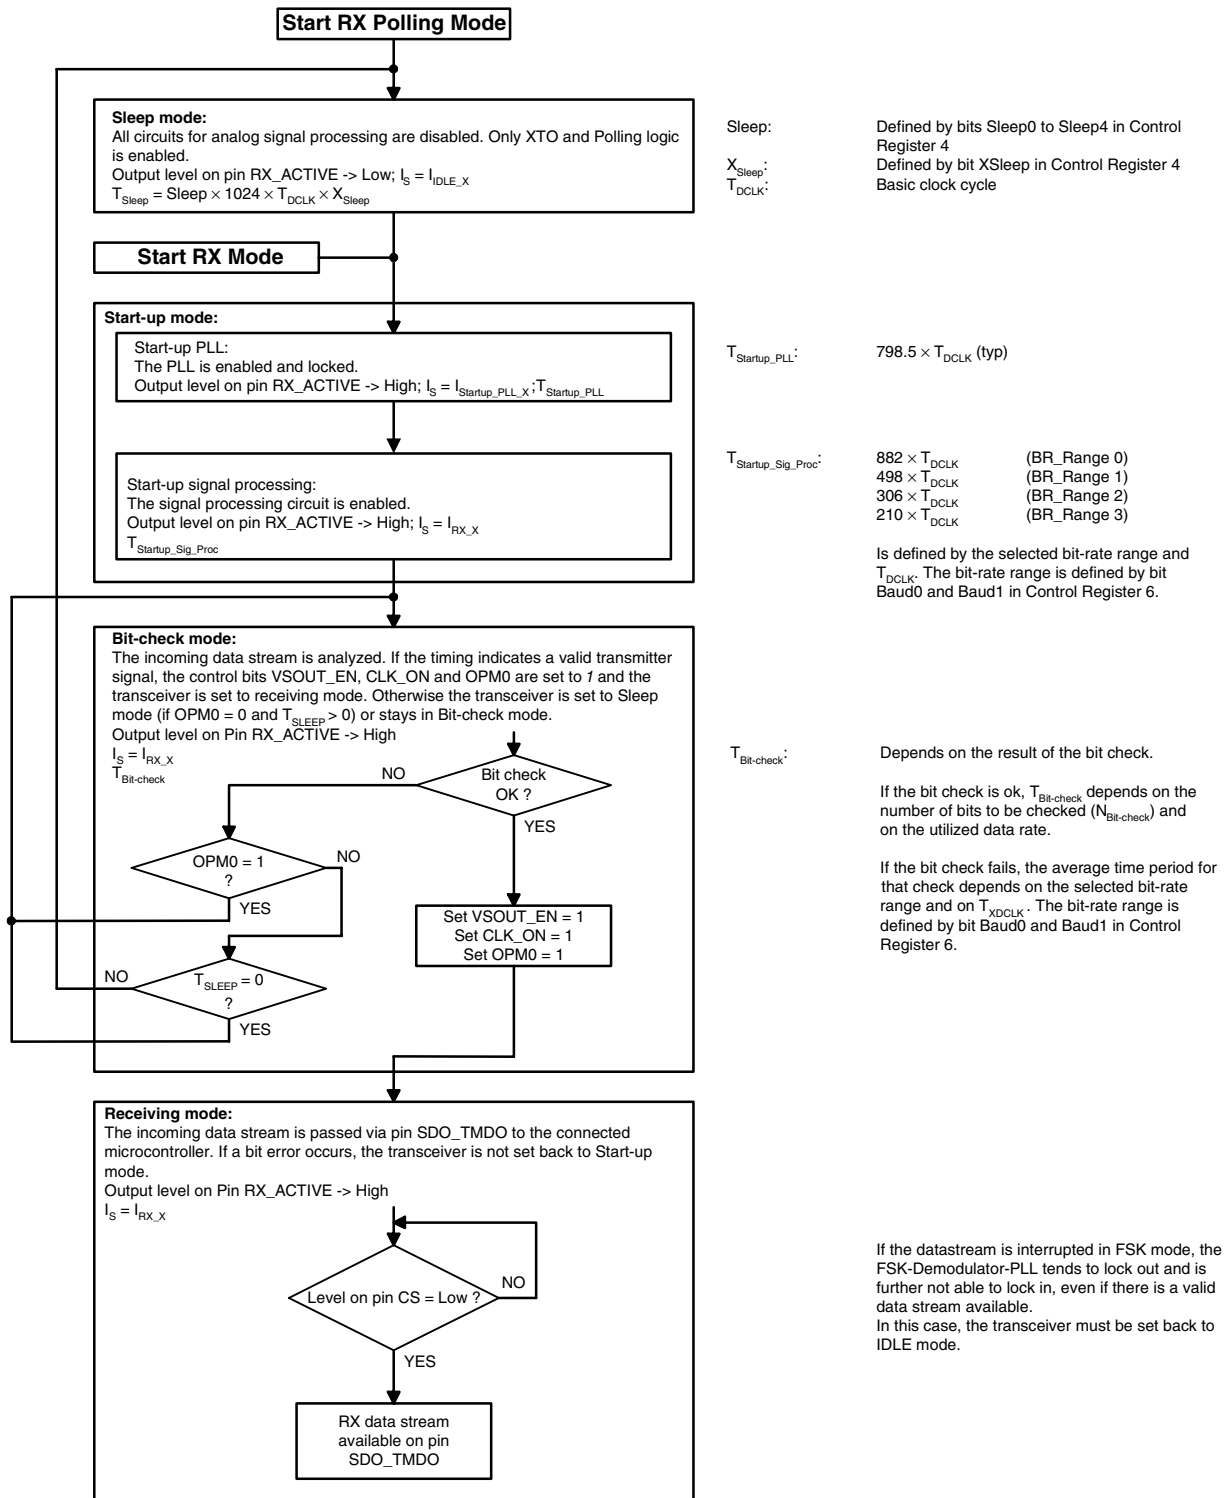 Start RX Polling Mode
Sleep mode:
All circuits for analog signal processing are disabled. Only XTO and Polling logic
is enabled.
Output level on pin RX_ACTIVE -> Low; I_S = I_IDLE_X
T_Sleep = Sleep × 1024 × T_DCLK × X_Sleep
Sleep: Defined by bits Sleep0 to Sleep4 in Control
Register 4
X_Sleep: Defined by bit XSleep in Control Register 4
T_DCLK: Basic clock cycle
Start RX Mode
Start-up mode:
Start-up PLL:
The PLL is enabled and locked.
Output level on pin RX_ACTIVE -> High; I_S = I_Startup_PLL_X ; T_Startup_PLL
T_Startup_PLL: 798.5 × T_DCLK (typ)
Start-up signal processing:
The signal processing circuit is enabled.
Output level on pin RX_ACTIVE -> High; I_S = I_RX_X
T_Startup_Sig_Proc
T_Startup_Sig_Proc: 882 × T_DCLK (BR_Range 0)
498 × T_DCLK (BR_Range 1)
306 × T_DCLK (BR_Range 2)
210 × T_DCLK (BR_Range 3)
Is defined by the selected bit-rate range and
T_DCLK. The bit-rate range is defined by bit
Baud0 and Baud1 in Control Register 6.
Bit-check mode:
The incoming data stream is analyzed. If the timing indicates a valid transmitter
signal, the control bits VSOUT_EN, CLK_ON and OPM0 are set to 1 and the
transceiver is set to receiving mode. Otherwise the transceiver is set to Sleep
mode (if OPM0 = 0 and T_SLEEP > 0) or stays in Bit-check mode.
Output level on Pin RX_ACTIVE -> High
I_S = I_RX_X
T_Bit-check
NO
Bit check
OK ?
YES
OPM0 = 1
?
NO
YES
Set VSOUT_EN = 1
Set CLK_ON = 1
Set OPM0 = 1
NO
T_SLEEP = 0
?
YES
T_Bit-check: Depends on the result of the bit check.
If the bit check is ok, T_Bit-check depends on the
number of bits to be checked (N_Bit-check) and
on the utilized data rate.
If the bit check fails, the average time period for
that check depends on the selected bit-rate
range and on T_XDCLK. The bit-rate range is
defined by bit Baud0 and Baud1 in Control
Register 6.
Receiving mode:
The incoming data stream is passed via pin SDO_TMDO to the connected
microcontroller. If a bit error occurs, the transceiver is not set back to Start-up
mode.
Output level on Pin RX_ACTIVE -> High
I_S = I_RX_X
Level on pin CS = Low ?
NO
YES
RX data stream
available on pin
SDO_TMDO
If the datastream is interrupted in FSK mode, the
FSK-Demodulator-PLL tends to lock out and is
further not able to lock in, even if there is a valid
data stream available.
In this case, the transceiver must be set back to
IDLE mode.